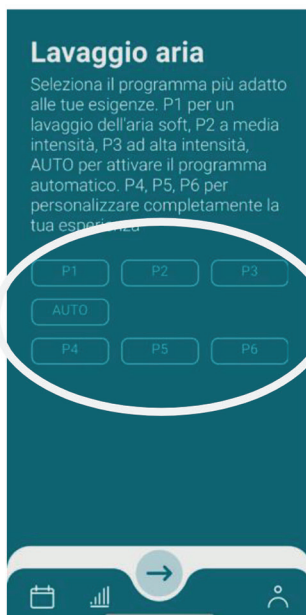 Lavaggio aria
Seleziona il programma più adatto
alle tue esigenze. P1 per un
lavaggio dell'aria soft, P2 a media
intensità, P3 ad alta intensità,
AUTO per attivare il programma
automatico. P4, P5, P6 per
personalizzare completamente la
tua esperienza
P1 P2 P3
AUTO
P4 P5 P6